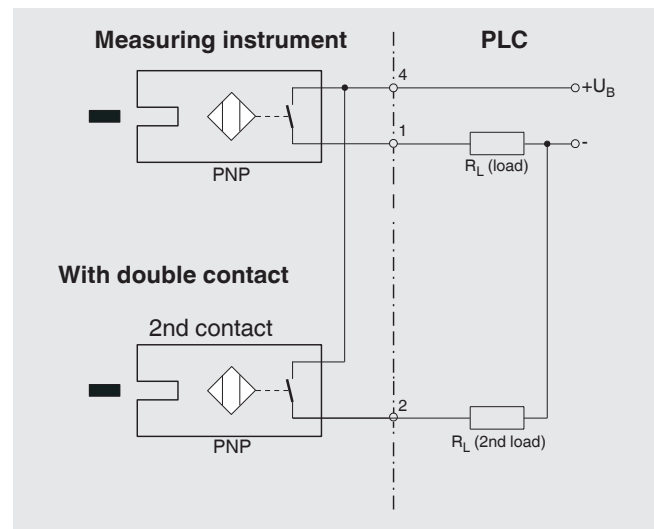 Measuring instrument PLC
4
+U_B
1
-
PNP
R_L (load)
With double contact
2nd contact
2
PNP
R_L (2nd load)